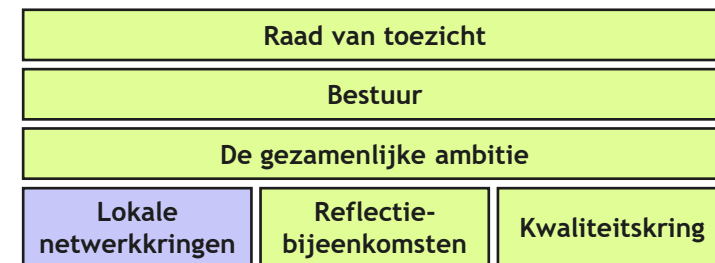 Raad van toezicht
Bestuur
De gezamenlijke ambitie
Lokale
netwerkkringen
Reflectie-
bijeenkomsten
Kwaliteitskring